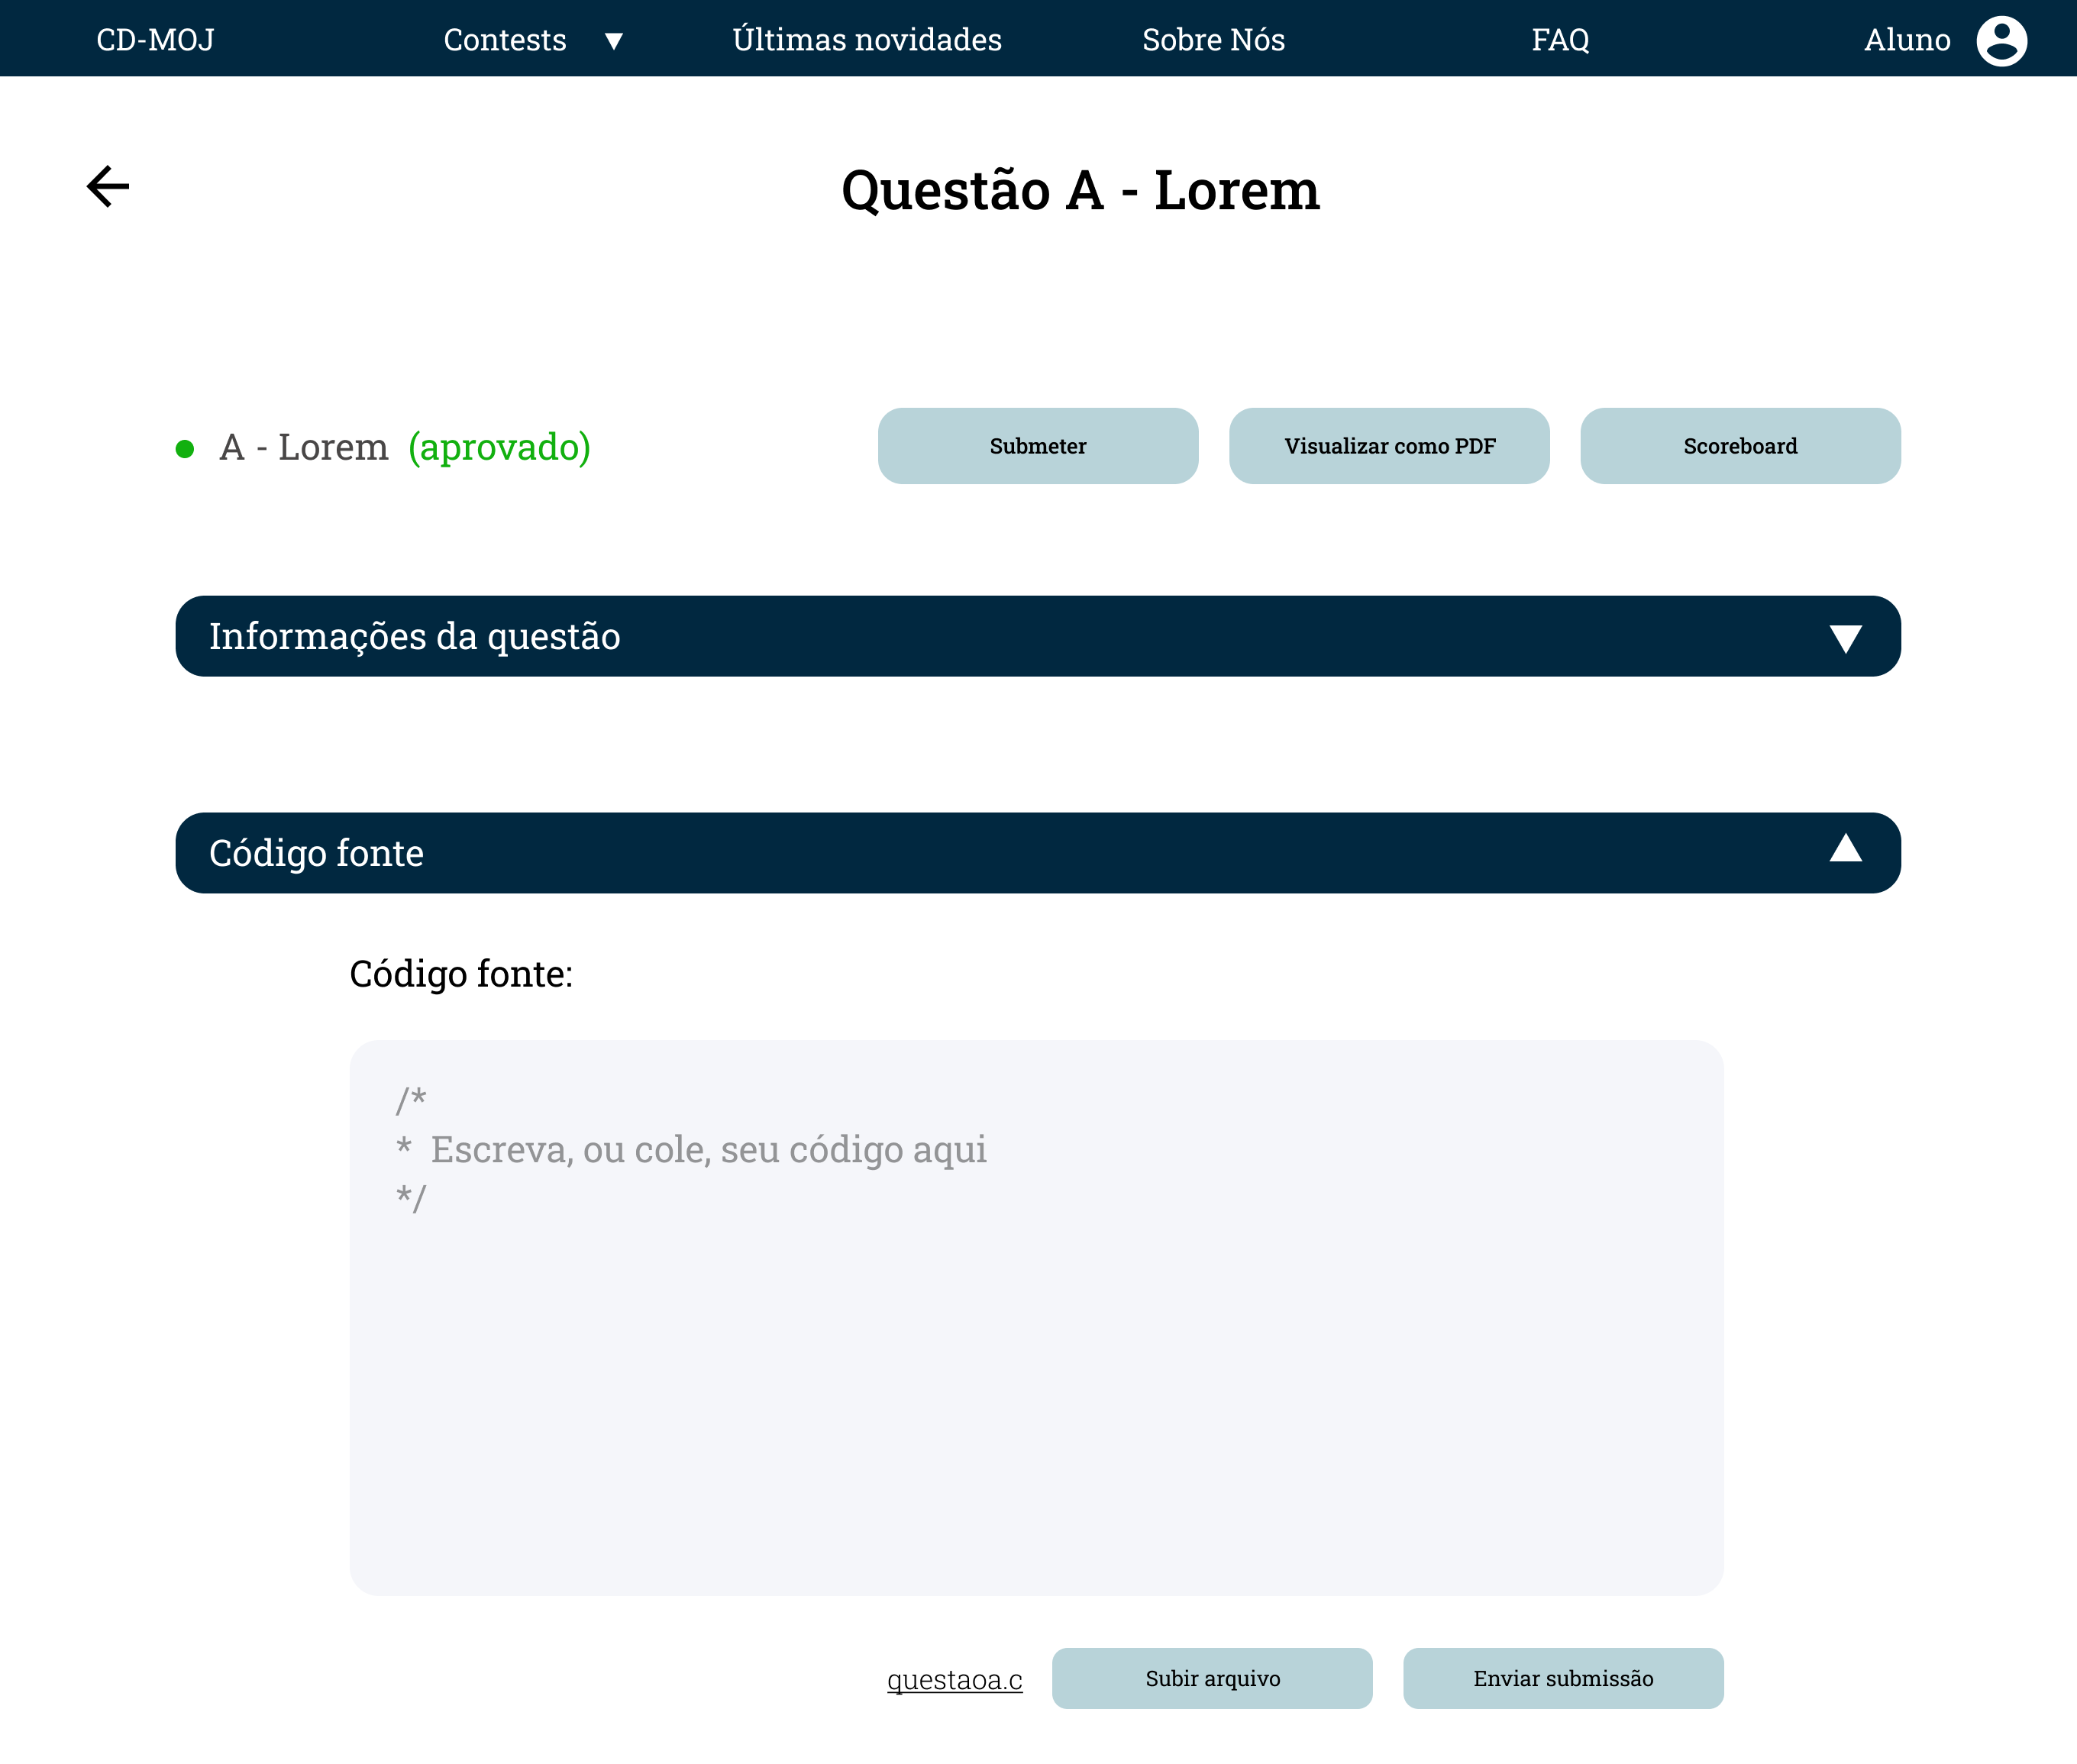 CD-MOJ Contests ▼ Últimas novidades Sobre Nós FAQ Aluno
Questão A - Lorem
A - Lorem (aprovado) Submeter Visualizar como PDF Scoreboard
Informações da questão
Código fonte
Código fonte:
/*
* Escreva, ou cole, seu código aqui
*/
questaoa.c Subir arquivo Enviar submissão